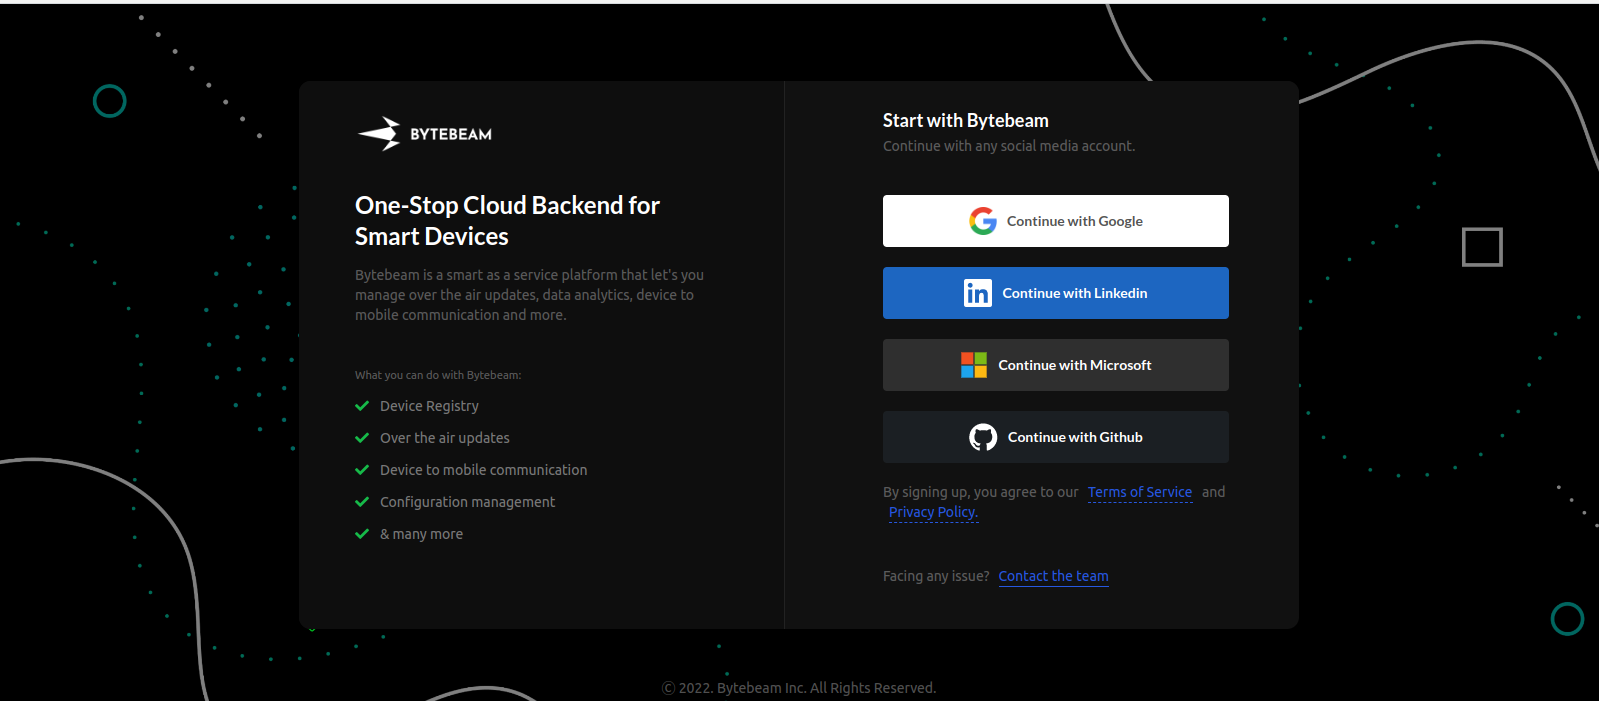 BYTEBEAM
One-Stop Cloud Backend for
Smart Devices
Bytebeam is a smart as a service platform that let's you
manage over the air updates, data analytics, device to
mobile communication and more.
What you can do with Bytebeam:
Device Registry
Over the air updates
Device to mobile communication
Configuration management
& many more
Start with Bytebeam
Continue with any social media account.
Continue with Google
Continue with Linkedin
Continue with Microsoft
Continue with Github
By signing up, you agree to our Terms of Service and
Privacy Policy.
Facing any issue? Contact the team
© 2022. Bytebeam Inc. All Rights Reserved.